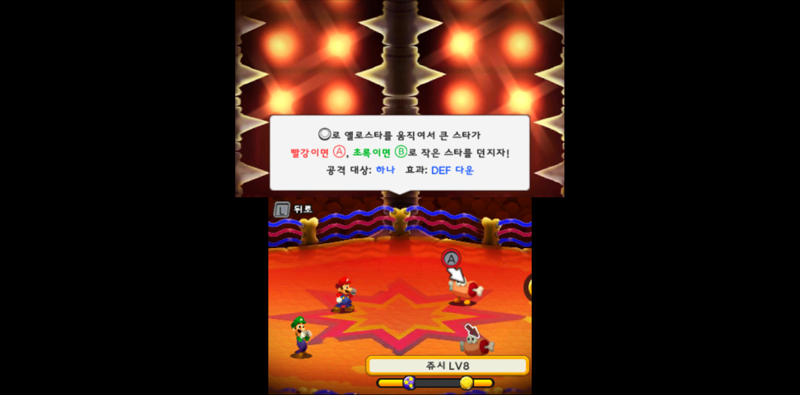 로 옐로스타를 움직여서 큰 스타가
빨강이면 Ⓐ, 초록이면 Ⓑ로 작은 스타를 던지자!
공격 대상: 하나 효과: DEF 다운
L 뒤로
A
쥬시 LV8